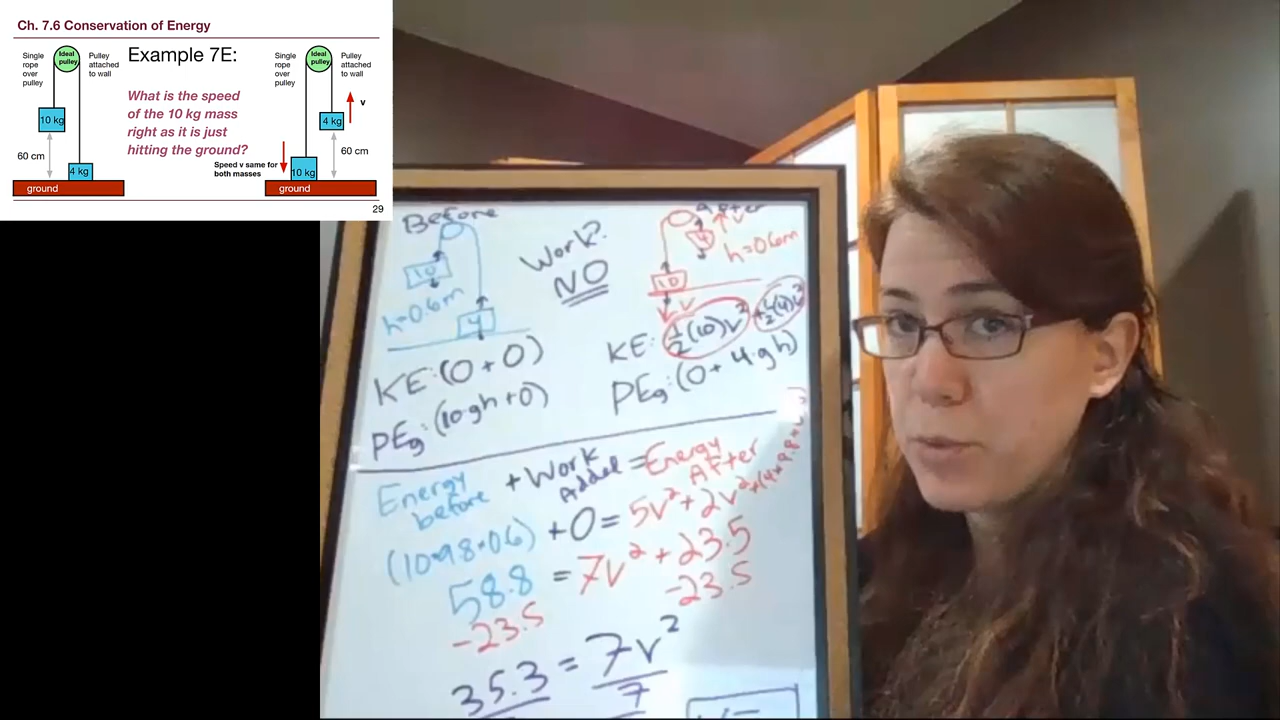 Ch. 7.6 Conservation of Energy
Single
rope
over
pulley
Ideal
pulley
Pulley
attached
to wall
10 kg
60 cm
4 kg
ground
Example 7E:
What is the speed
of the 10 kg mass
right as it is just
hitting the ground?
Single
rope
over
pulley
Ideal
pulley
Pulley
attached
to wall
v
4 kg
60 cm
Speed v same for
both masses
10 kg
ground
29
Before
10
h=0.6m
4
Work?
NO
After
v
4
h=0.6m
10
v
KE: (0 + 0)
PEg: (10·gh + 0)
KE: ½(10)v² + ½(4)v²
PEg: (0 + 4·gh)
Energy before + Work Added = Energy After
(10*9.8*0.6) + 0 = 5v² + 2v² + (4*9.8*
58.8 = 7v² + 23.5
-23.5 -23.5
35.3 = 7v²
7